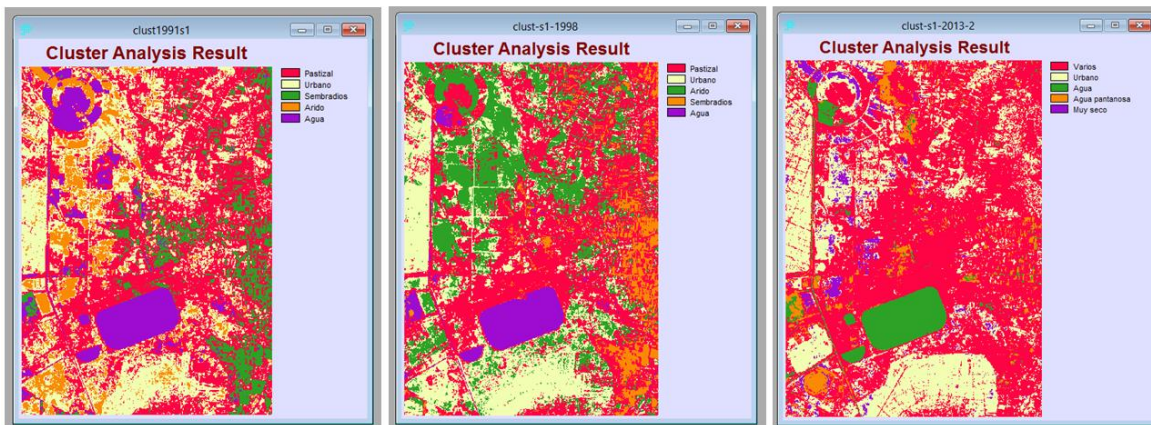 clust1991s1
Cluster Analysis Result
Pastizal
Urbano
Sembradios
Arido
Agua
clust-s1-1998
Cluster Analysis Result
Pastizal
Urbano
Arido
Sembradios
Agua
clust-s1-2013-2
Cluster Analysis Result
Varios
Urbano
Agua
Agua pantanosa
Muy seco